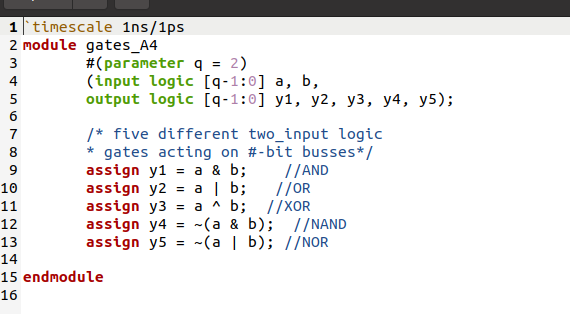 1 `timescale 1ns/1ps
2 module gates_A4
3 #(parameter q = 2)
4 (input logic [q-1:0] a, b,
5 output logic [q-1:0] y1, y2, y3, y4, y5);
6
7 /* five different two_input logic
8 * gates acting on #-bit busses*/
9 assign y1 = a & b; //AND
10 assign y2 = a | b; //OR
11 assign y3 = a ^ b; //XOR
12 assign y4 = ~(a & b); //NAND
13 assign y5 = ~(a | b); //NOR
14
15 endmodule
16